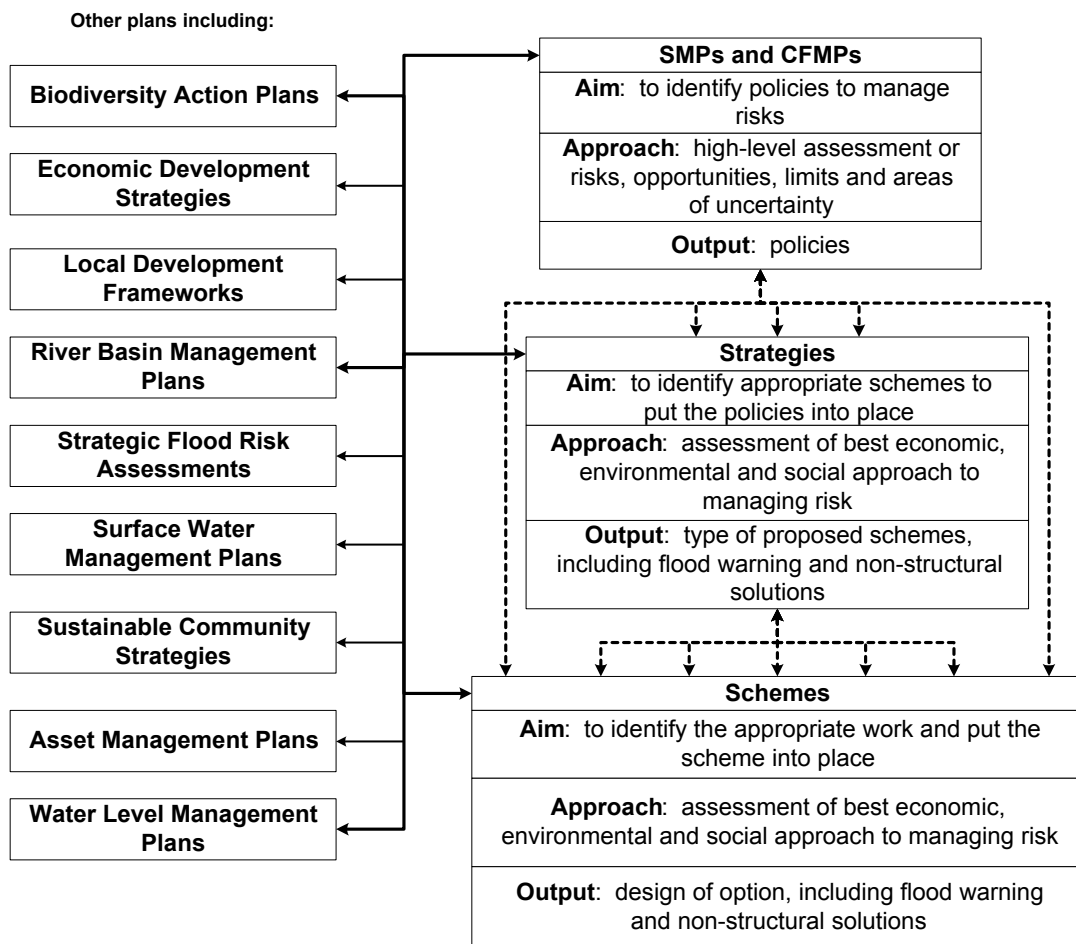 Other plans including:
Biodiversity Action Plans
Economic Development
Strategies
Local Development
Frameworks
River Basin Management
Plans
Strategic Flood Risk
Assessments
Surface Water
Management Plans
Sustainable Community
Strategies
Asset Management Plans
Water Level Management
Plans
SMPs and CFMPs
Aim: to identify policies to manage
risks
Approach: high-level assessment or
risks, opportunities, limits and areas
of uncertainty
Output: policies
Strategies
Aim: to identify appropriate schemes to
put the policies into place
Approach: assessment of best economic,
environmental and social approach to
managing risk
Output: type of proposed schemes,
including flood warning and non-structural
solutions
Schemes
Aim: to identify the appropriate work and put the
scheme into place
Approach: assessment of best economic,
environmental and social approach to managing risk
Output: design of option, including flood warning
and non-structural solutions